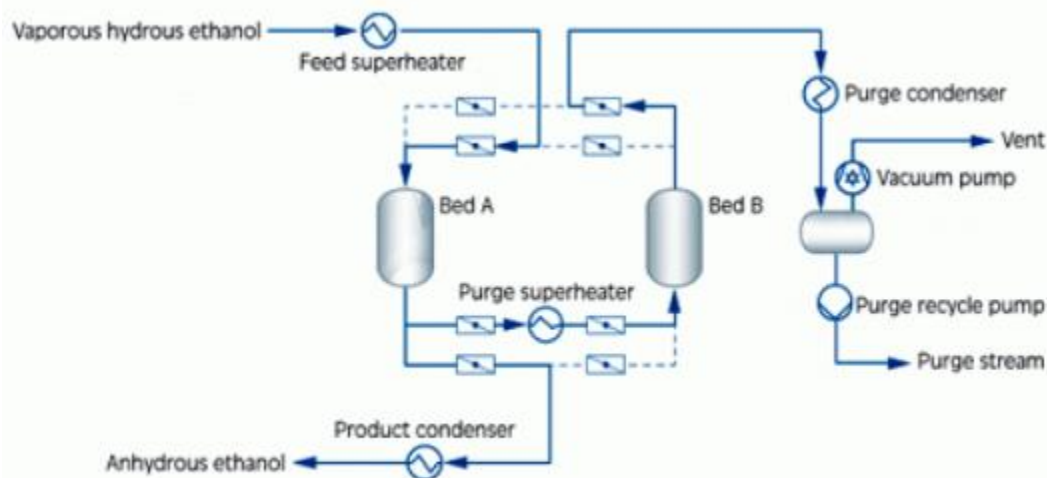 Vaporous hydrous ethanol
Feed superheater
Purge condenser
Vent
Vacuum pump
Bed A
Bed B
Purge superheater
Purge recycle pump
Purge stream
Product condenser
Anhydrous ethanol